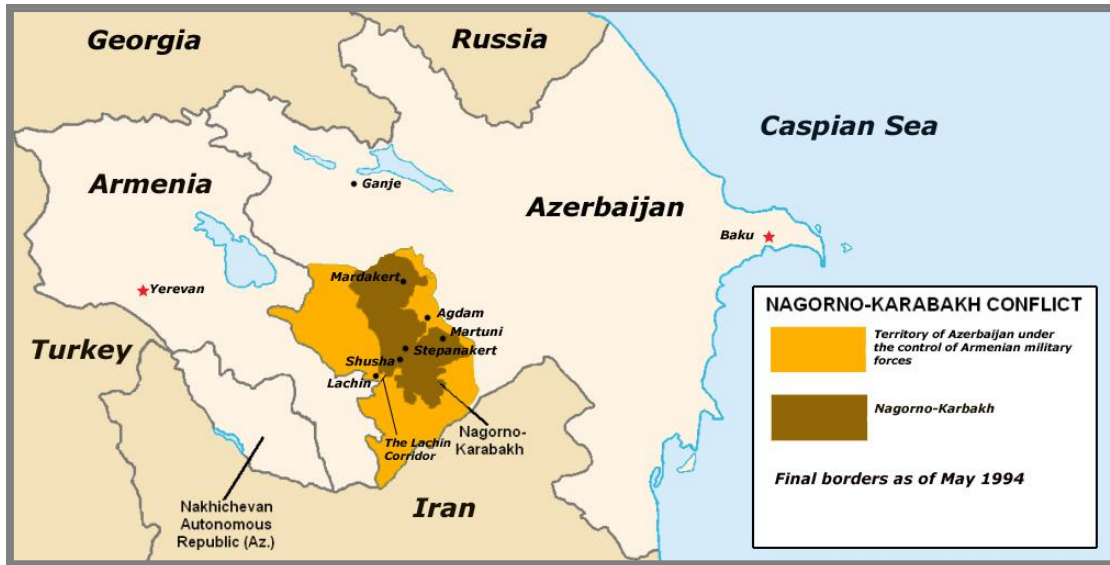 Georgia
Russia
Caspian Sea
Armenia
Ganje
Azerbaijan
Baku
Mardakert
Yerevan
Agdam
Martuni
Stepanakert
Shusha
Lachin
Turkey
The Lachin
Corridor
Nagorno-
Karabakh
Iran
Nakhichevan
Autonomous
Republic (Az.)
NAGORNO-KARABAKH CONFLICT
Territory of Azerbaijan under
the control of Armenian military
forces
Nagorno-Karbakh
Final borders as of May 1994